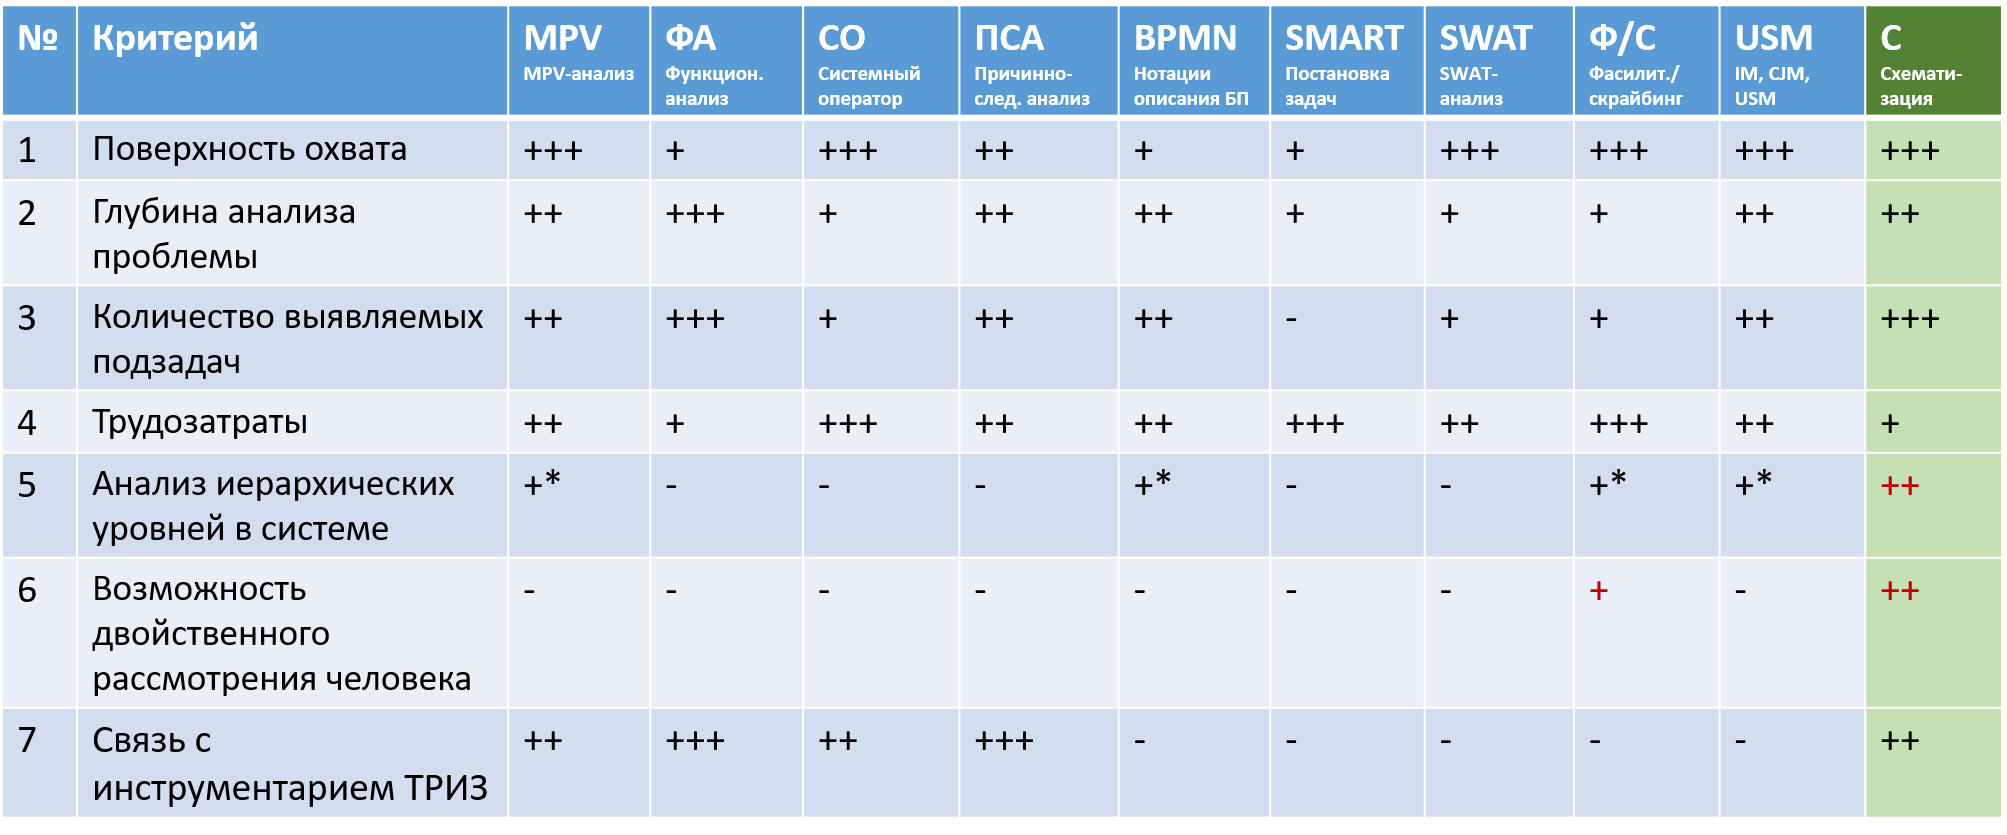 № Критерий MPV ФА СО ПСА BPMN SMART SWAT Ф/С USM С
MPV-анализ Функцион. Системный Причинно- Нотации Постановка SWAT- Фасилит./ IM, CJM, Схемати-
анализ оператор след. анализ описания БП задач анализ скрайбинг USM зация
1 Поверхность охвата +++ + +++ ++ + + +++ +++ +++ +++
2 Глубина анализа ++ +++ + ++ ++ + + + ++ ++
проблемы
3 Количество выявляемых ++ +++ + ++ ++ - + + ++ +++
подзадач
4 Трудозатраты ++ + +++ ++ ++ +++ ++ +++ ++ +
5 Анализ иерархических +* - - - +* - - +* +* ++
уровней в системе
6 Возможность - - - - - - - + - ++
двойственного
рассмотрения человека
7 Связь с ++ +++ ++ +++ - - - - - ++
инструментарием ТРИЗ